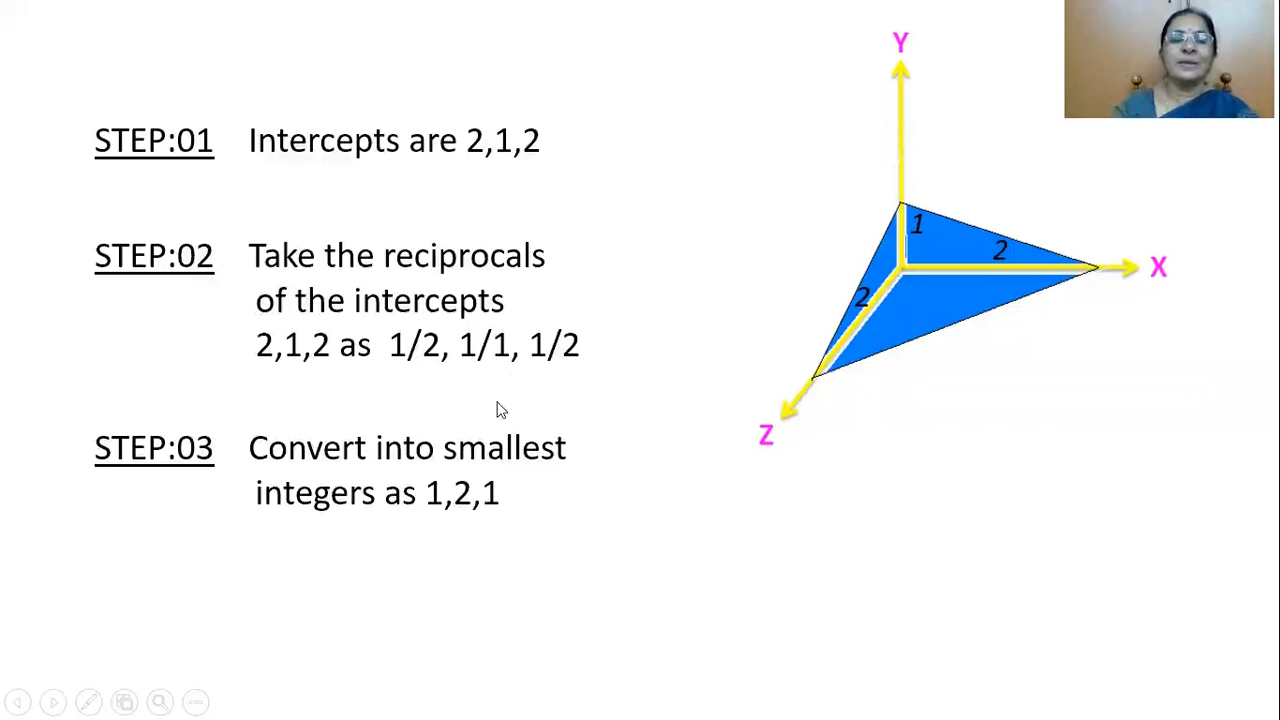 STEP:01 Intercepts are 2,1,2
STEP:02 Take the reciprocals
of the intercepts
2,1,2 as 1/2, 1/1, 1/2
STEP:03 Convert into smallest
integers as 1,2,1
Y
1
2
X
2
Z